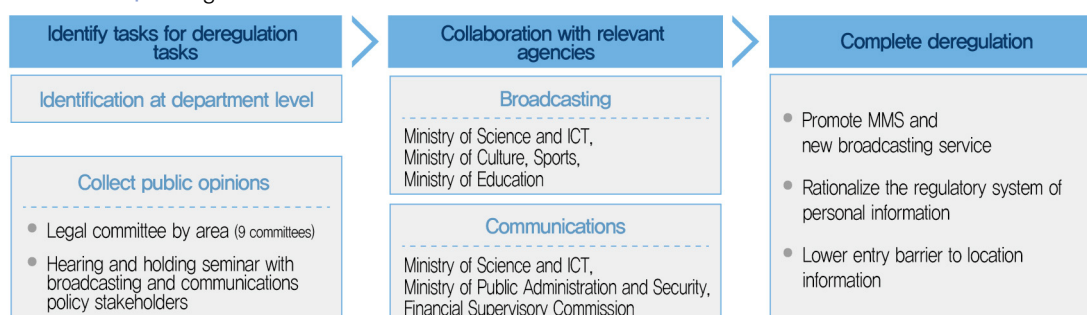 Identify tasks for deregulation
tasks
Identification at department level
Collect public opinions
Legal committee by area (9 committees)
Hearing and holding seminar with
broadcasting and communications
policy stakeholders
Collaboration with relevant
agencies
Broadcasting
Ministry of Science and ICT,
Ministry of Culture, Sports,
Ministry of Education
Communications
Ministry of Science and ICT,
Ministry of Public Administration and Security,
Financial Supervisory Commission
Complete deregulation
Promote MMS and
new broadcasting service
Rationalize the regulatory system of
personal information
Lower entry barrier to location
information